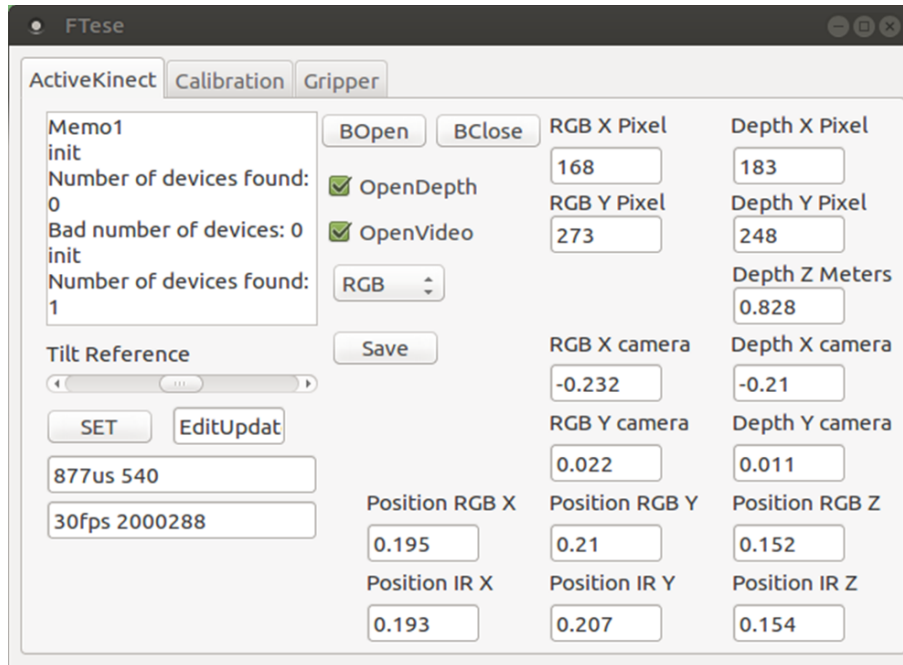 FTese
ActiveKinect Calibration Gripper
Memo1
init
Number of devices found:
0
Bad number of devices: 0
init
Number of devices found:
1
Tilt Reference
SET EditUpdat
877us 540
30fps 2000288
BOpen BClose
OpenDepth
OpenVideo
RGB
Save
RGB X Pixel Depth X Pixel
168 183
RGB Y Pixel Depth Y Pixel
273 248
Depth Z Meters
0.828
RGB X camera Depth X camera
-0.232 -0.21
RGB Y camera Depth Y camera
0.022 0.011
Position RGB X Position RGB Y Position RGB Z
0.195 0.21 0.152
Position IR X Position IR Y Position IR Z
0.193 0.207 0.154